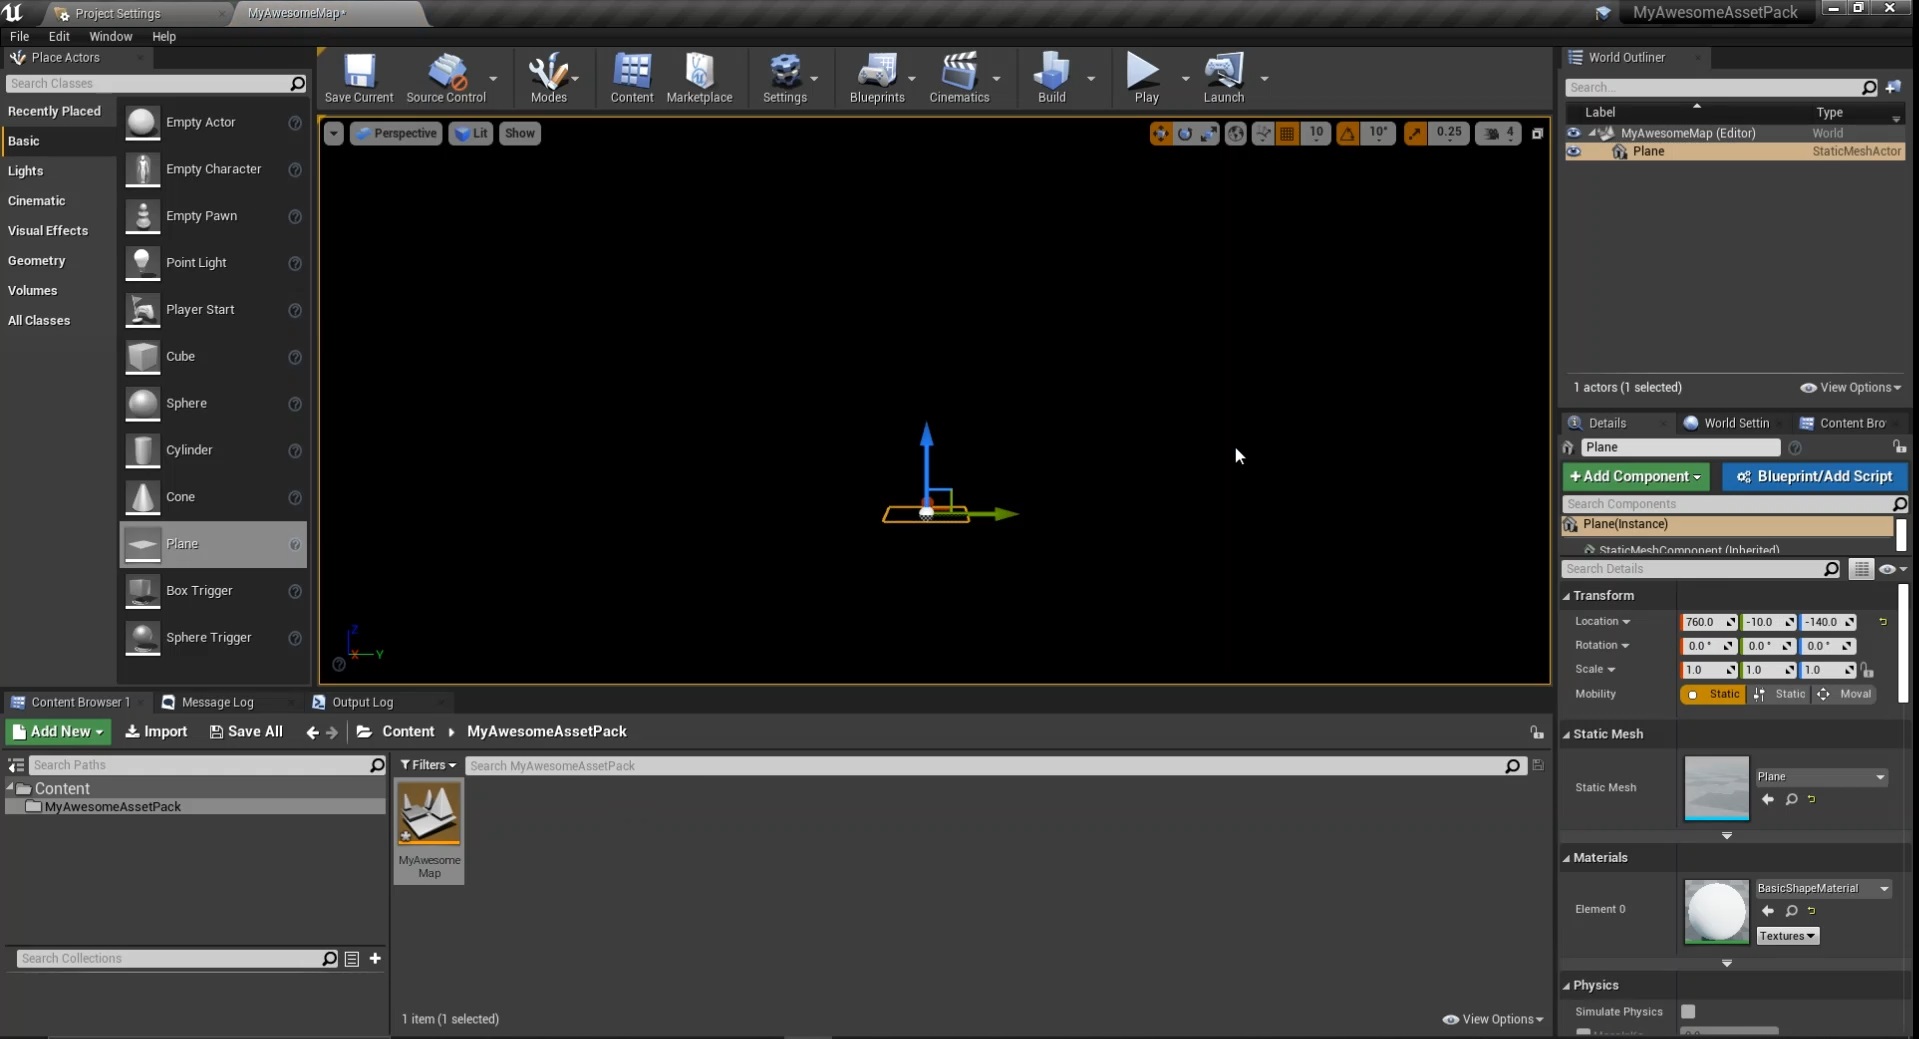 Project Settings
MyAwesomeMap*
MyAwesomeAssetPack
File Edit Window Help
Place Actors
Search Classes
Recently Placed
Basic
Lights
Cinematic
Visual Effects
Geometry
Volumes
All Classes
Empty Actor
Empty Character
Empty Pawn
Point Light
Player Start
Cube
Sphere
Cylinder
Cone
Plane
Box Trigger
Sphere Trigger
Save Current
Source Control
Modes
Content
Marketplace
Settings
Blueprints
Cinematics
Build
Play
Launch
Perspective
Lit
Show
10
10°
0.25
4
Z
X
Y
World Outliner
Search...
Label
Type
MyAwesomeMap (Editor) World
Plane StaticMeshActor
1 actors (1 selected)
View Options
Details
World Settin
Content Bro
Plane
+Add Component
Blueprint/Add Script
Search Components
Plane(Instance)
StaticMeshComponent (Inherited)
Search Details
Transform
Location 760.0 -10.0 -140.0
Rotation 0.0° 0.0° 0.0°
Scale 1.0 1.0 1.0
Mobility Static Static Moval
Static Mesh
Static Mesh
Plane
Materials
Element 0
BasicShapeMaterial
Textures
Physics
Simulate Physics
Content Browser 1
Message Log
Output Log
Add New
Import
Save All
Content
MyAwesomeAssetPack
Search Paths
Content
MyAwesomeAssetPack
Filters
Search MyAwesomeAssetPack
MyAwesome
Map
Search Collections
1 item (1 selected)
View Options